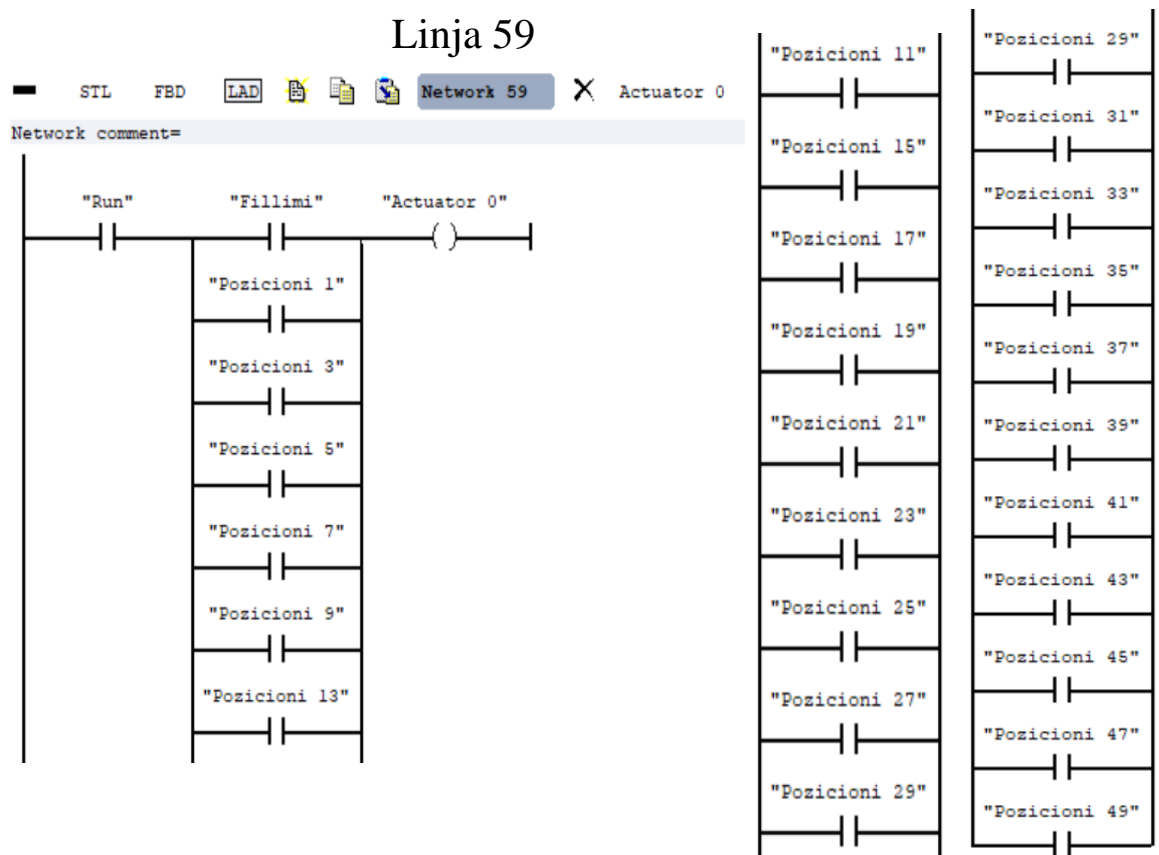 Linja 59
STL FBD LAD Network 59 Actuator 0
Network comment=
"Run" "Fillimi" "Actuator 0"
"Pozicioni 1"
"Pozicioni 3"
"Pozicioni 5"
"Pozicioni 7"
"Pozicioni 9"
"Pozicioni 13"
"Pozicioni 11"
"Pozicioni 15"
"Pozicioni 17"
"Pozicioni 19"
"Pozicioni 21"
"Pozicioni 23"
"Pozicioni 25"
"Pozicioni 27"
"Pozicioni 29"
"Pozicioni 29"
"Pozicioni 31"
"Pozicioni 33"
"Pozicioni 35"
"Pozicioni 37"
"Pozicioni 39"
"Pozicioni 41"
"Pozicioni 43"
"Pozicioni 45"
"Pozicioni 47"
"Pozicioni 49"